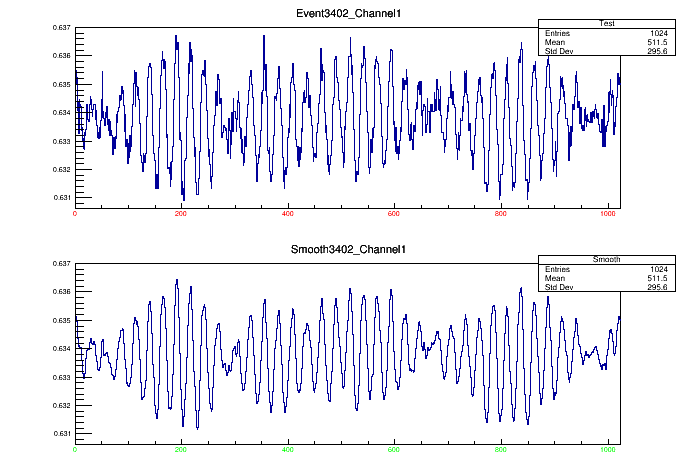 Event3402_Channel1
Test
Entries 1024
Mean 511.5
Std Dev 295.6
0.637
0.636
0.635
0.634
0.633
0.632
0.631
0 200 400 600 800 1000
Smooth3402_Channel1
Smooth
Entries 1024
Mean 511.5
Std Dev 295.6
0.637
0.636
0.635
0.634
0.633
0.632
0.631
0 200 400 600 800 1000